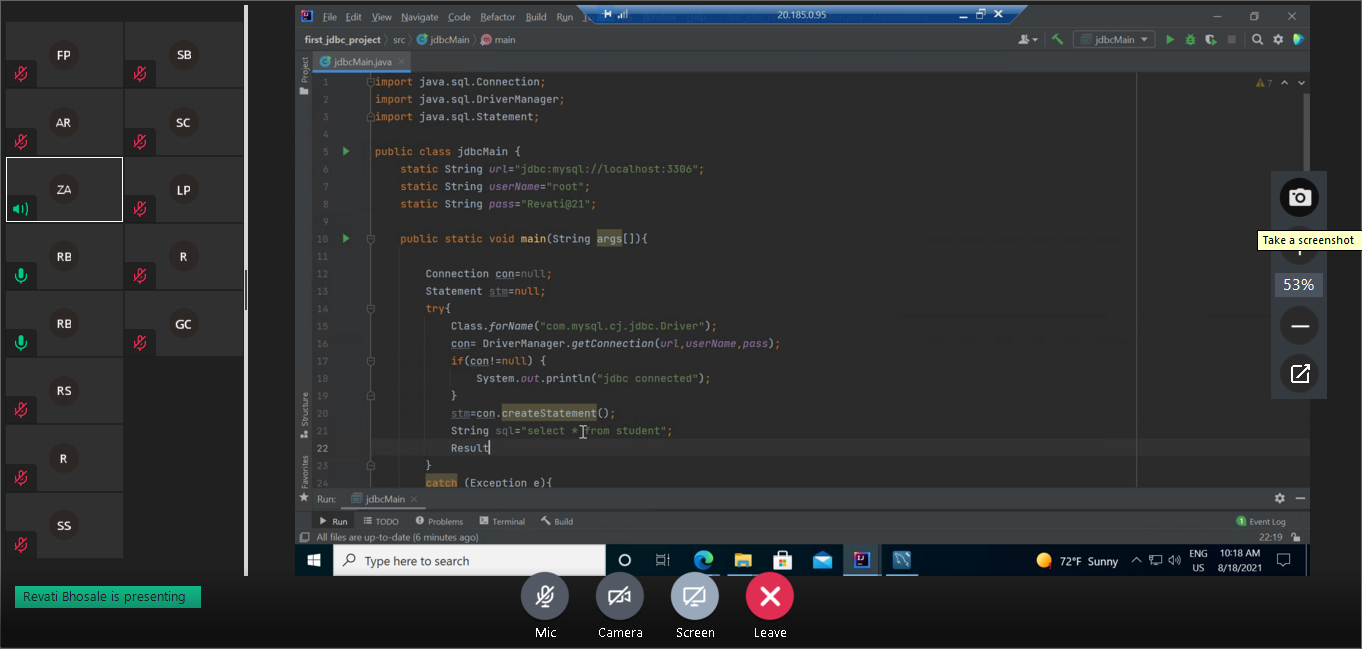 FP
SB
AR
SC
ZA
LP
RB
R
RB
GC
RS
R
SS
Revati Bhosale is presenting
File Edit View Navigate Code Refactor Build Run
20.185.0.95
first_jdbc_project src jdbcMain main
jdbcMain
jdbcMain.java
Project
7
1 import java.sql.Connection;
2 import java.sql.DriverManager;
3 import java.sql.Statement;
4
5 public class jdbcMain {
6 static String url="jdbc:mysql://localhost:3306";
7 static String userName="root";
8 static String pass="Revati@21";
9
10 public static void main(String args[]){
11
12 Connection con=null;
13 Statement stm=null;
14 try{
15 Class.forName("com.mysql.cj.jdbc.Driver");
16 con= DriverManager.getConnection(url,userName,pass);
17 if(con!=null) {
18 System.out.println("jdbc connected");
19 }
20 stm=con.createStatement();
21 String sql="select * from student";
22 Result
23 }
24 catch (Exception e){
Structure
Favorites
Run: jdbcMain
Run TODO Problems Terminal Build
1 Event Log
All files are up-to-date (6 minutes ago)
22:19
Type here to search
72°F Sunny
ENG
US
10:18 AM
8/18/2021
Take a screenshot
53%
Mic
Camera
Screen
Leave